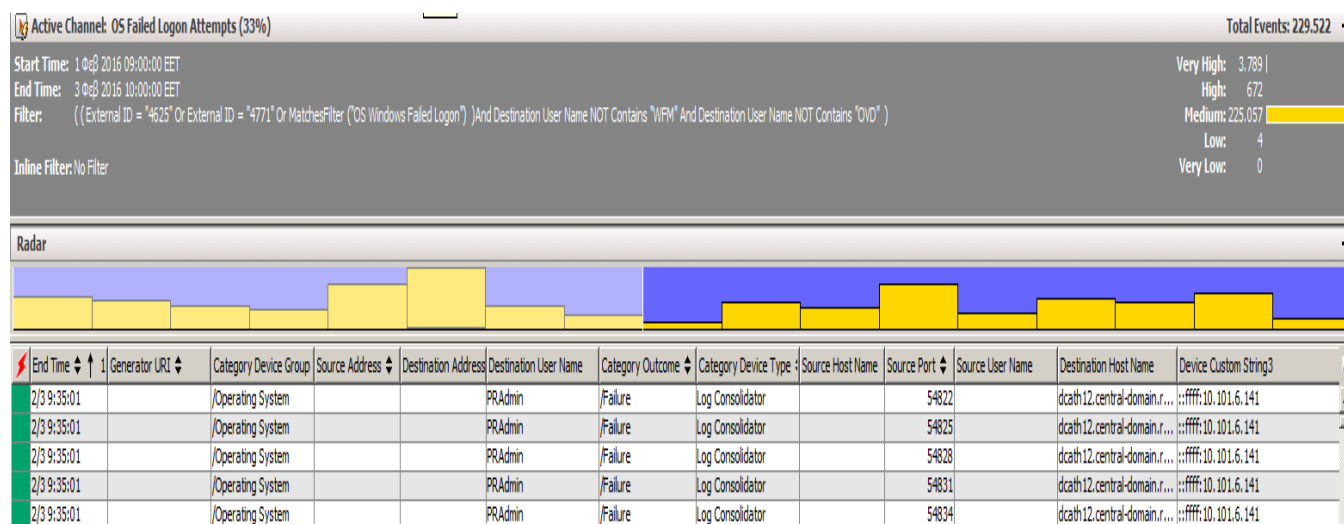 Active Channel: OS Failed Logon Attempts (33%) Total Events: 229.522
Start Time: 1 Φεβ 2016 09:00:00 EET
End Time: 3 Φεβ 2016 10:00:00 EET
Filter: ( ( External ID = "4625" Or External ID = "4771" Or MatchesFilter ("OS Windows Failed Logon") )And Destination User Name NOT Contains "WFM" And Destination User Name NOT Contains "OVD" )
Inline Filter: No Filter
Very High: 3.789
High: 672
Medium: 225.057
Low: 4
Very Low: 0
Radar
End Time 1 Generator URI Category Device Group Source Address Destination Address Destination User Name Category Outcome Category Device Type Source Host Name Source Port Source User Name Destination Host Name Device Custom String3
2/3 9:35:01 /Operating System PRAdmin /Failure Log Consolidator 54822 dcath12.central-domain.r... ::ffff:10.101.6.141
2/3 9:35:01 /Operating System PRAdmin /Failure Log Consolidator 54825 dcath12.central-domain.r... ::ffff:10.101.6.141
2/3 9:35:01 /Operating System PRAdmin /Failure Log Consolidator 54828 dcath12.central-domain.r... ::ffff:10.101.6.141
2/3 9:35:01 /Operating System PRAdmin /Failure Log Consolidator 54831 dcath12.central-domain.r... ::ffff:10.101.6.141
2/3 9:35:01 /Operating System PRAdmin /Failure Log Consolidator 54834 dcath12.central-domain.r... ::ffff:10.101.6.141